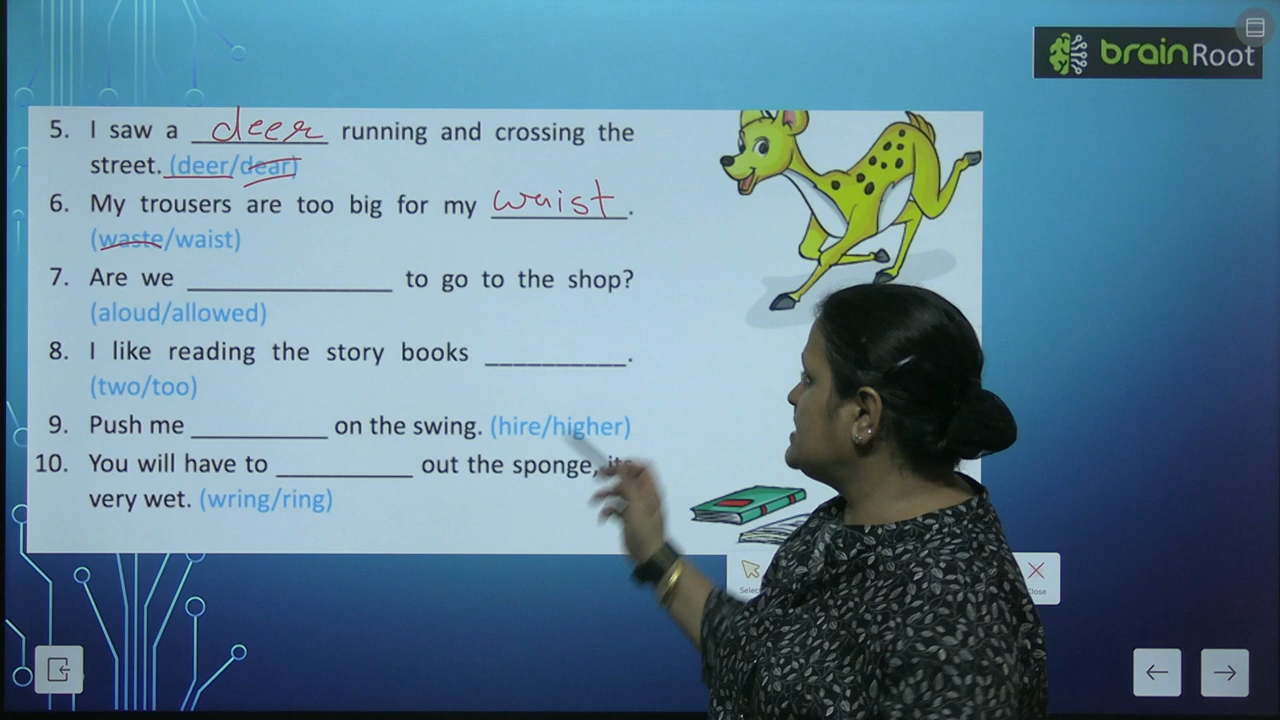 brainRoot
5. I saw a deer running and crossing the
street. (deer/dear)
6. My trousers are too big for my waist.
(waste/waist)
7. Are we ______________ to go to the shop?
(aloud/allowed)
8. I like reading the story books __________.
(two/too)
9. Push me __________ on the swing. (hire/higher)
10. You will have to __________ out the sponge,
very wet. (wring/ring)